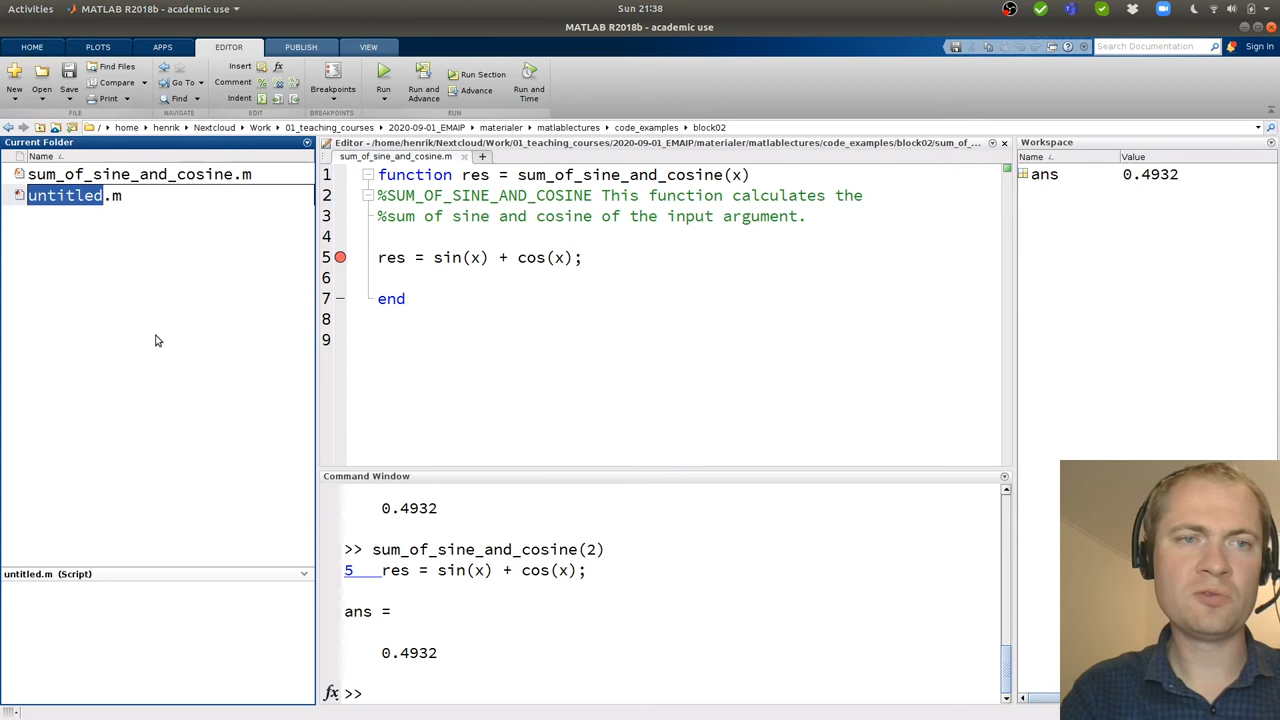 Activities MATLAB R2018b - academic use Sun 21:38
MATLAB R2018b - academic use
HOME PLOTS APPS EDITOR PUBLISH VIEW Search Documentation Sign In
New Open Save Find Files Compare Print Go To Find Insert fx Comment Indent Breakpoints Run Run and Advance Run Section Advance Run and Time
FILE NAVIGATE EDIT BREAKPOINTS RUN
/ home henrik Nextcloud Work 01_teaching_courses 2020-09-01_EMAIP materialer matlablectures code_examples block02
Current Folder
Name
sum_of_sine_and_cosine.m
untitled.m
untitled.m (Script)
Editor - /home/henrik/Nextcloud/Work/01_teaching_courses/2020-09-01_EMAIP/materialer/matlablectures/code_examples/block02/sum_of_...
sum_of_sine_and_cosine.m
1 function res = sum_of_sine_and_cosine(x)
2 %SUM_OF_SINE_AND_COSINE This function calculates the
3 %sum of sine and cosine of the input argument.
4
5 res = sin(x) + cos(x);
6
7 end
8
9
Command Window
0.4932
>> sum_of_sine_and_cosine(2)
5 res = sin(x) + cos(x);
ans =
0.4932
fx >>
Workspace
Name Value
ans 0.4932